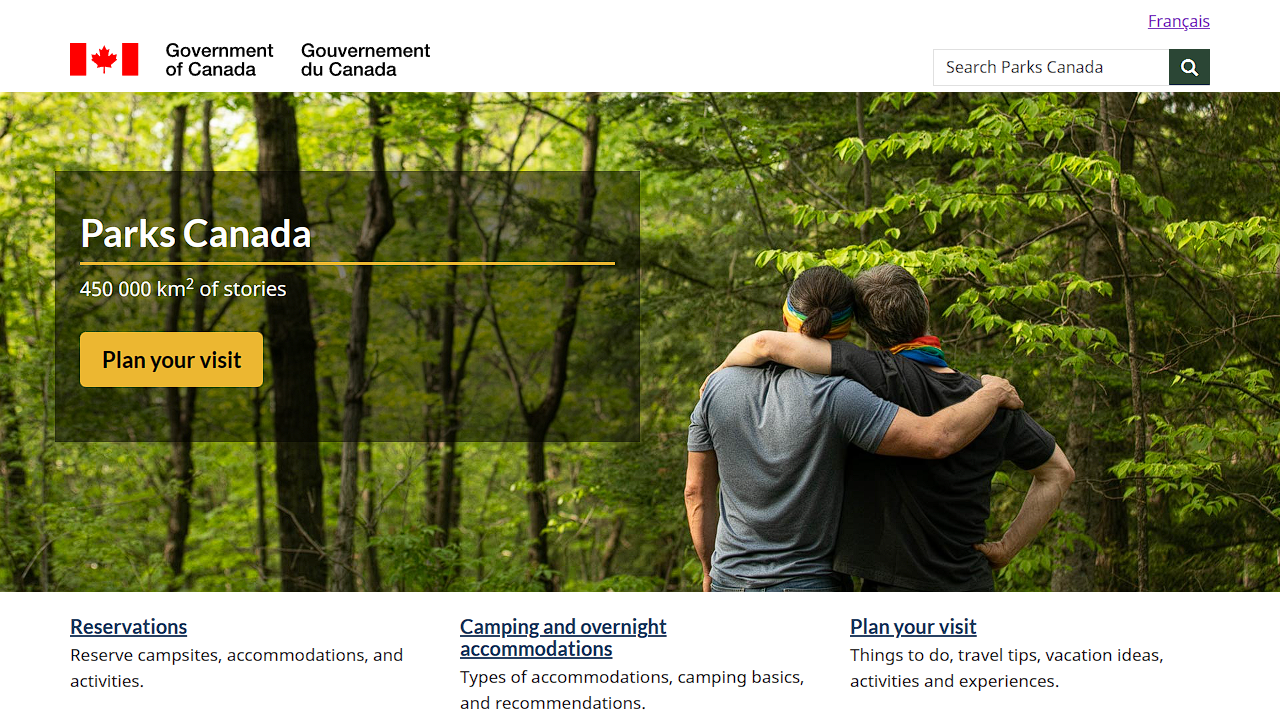 Français
Government
of Canada
Gouvernement
du Canada
Search Parks Canada
Parks Canada
450 000 km² of stories
Plan your visit
Reservations
Reserve campsites, accommodations, and
activities.
Camping and overnight
accommodations
Types of accommodations, camping basics,
and recommendations.
Plan your visit
Things to do, travel tips, vacation ideas,
activities and experiences.